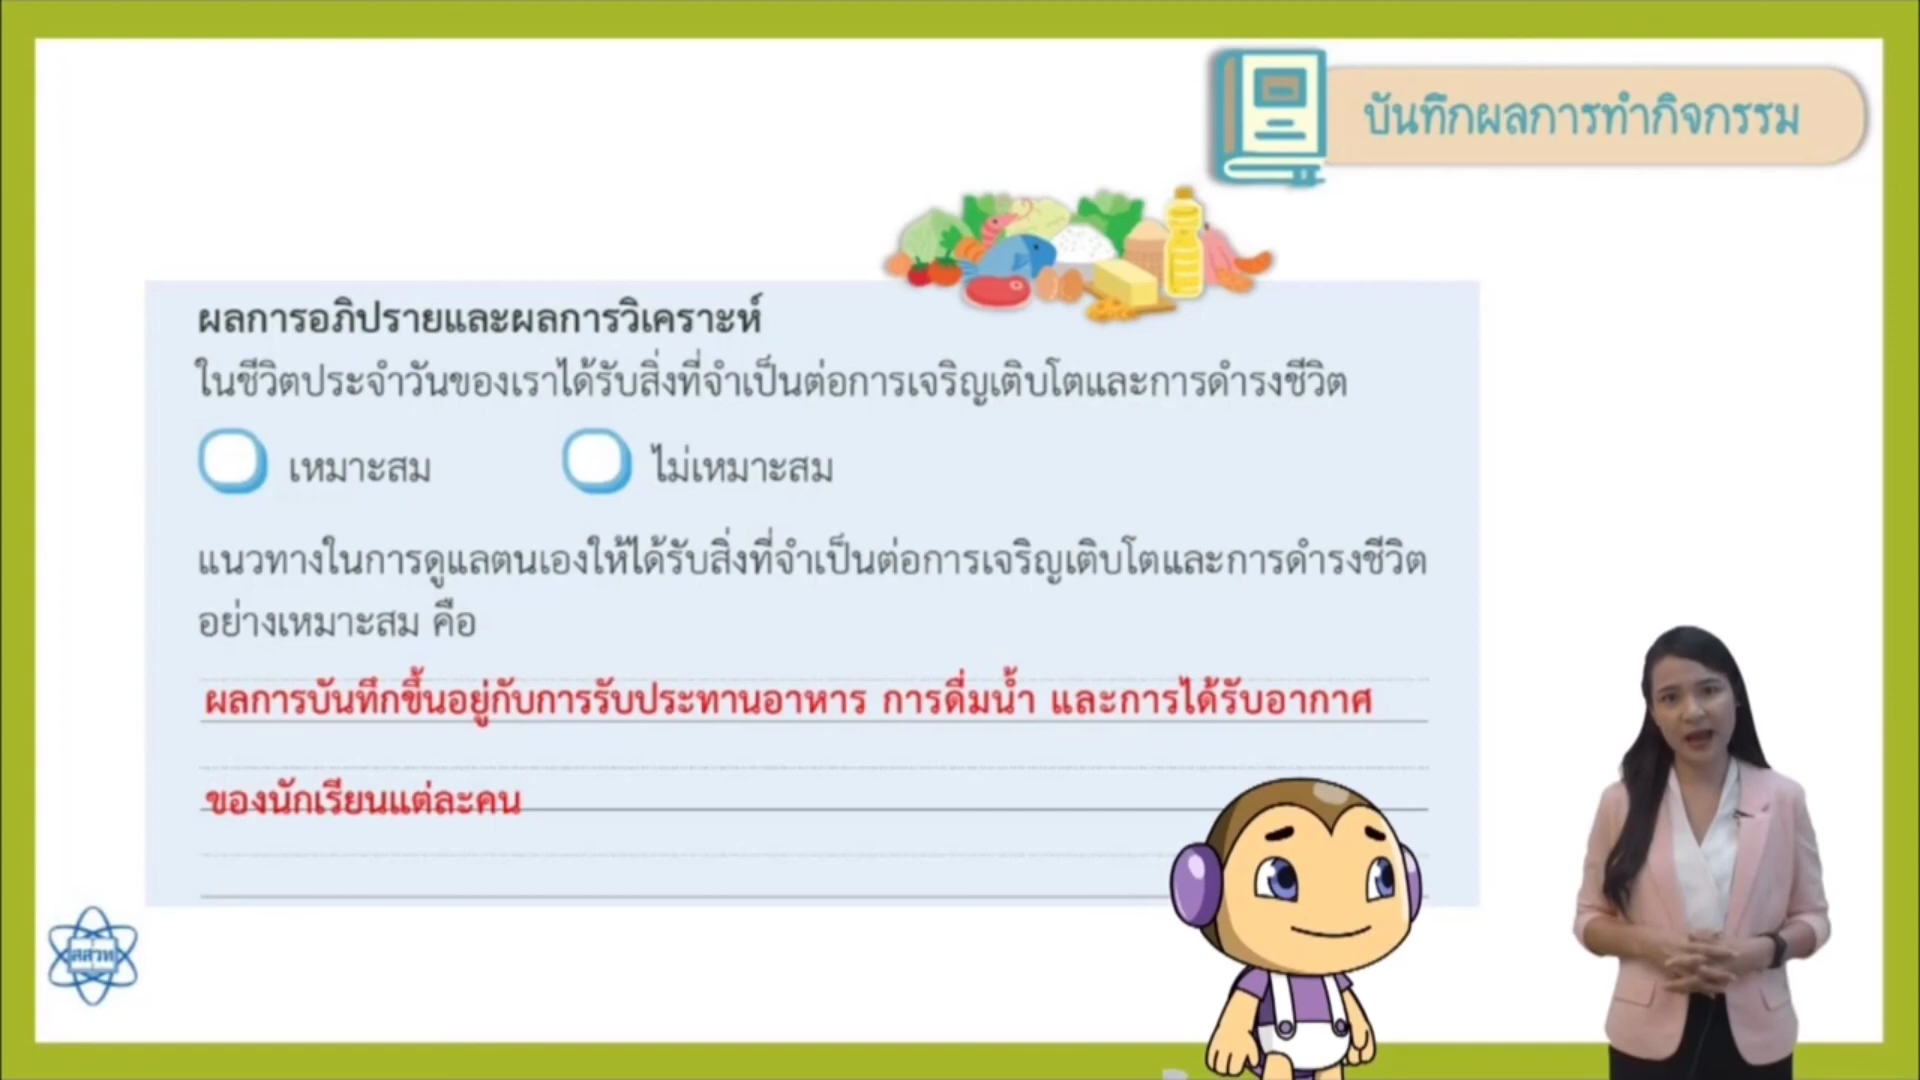 บันทึกผลการทำกิจกรรม
ผลการอภิปรายและผลการวิเคราะห์
ในชีวิตประจำวันของเราได้รับสิ่งที่จำเป็นต่อการเจริญเติบโตและการดำรงชีวิต
เหมาะสม ไม่เหมาะสม
แนวทางในการดูแลตนเองให้ได้รับสิ่งที่จำเป็นต่อการเจริญเติบโตและการดำรงชีวิต
อย่างเหมาะสม คือ
ผลการบันทึกขึ้นอยู่กับการรับประทานอาหาร การดื่มน้ำ และการได้รับอากาศ
ของนักเรียนแต่ละคน
สสวท